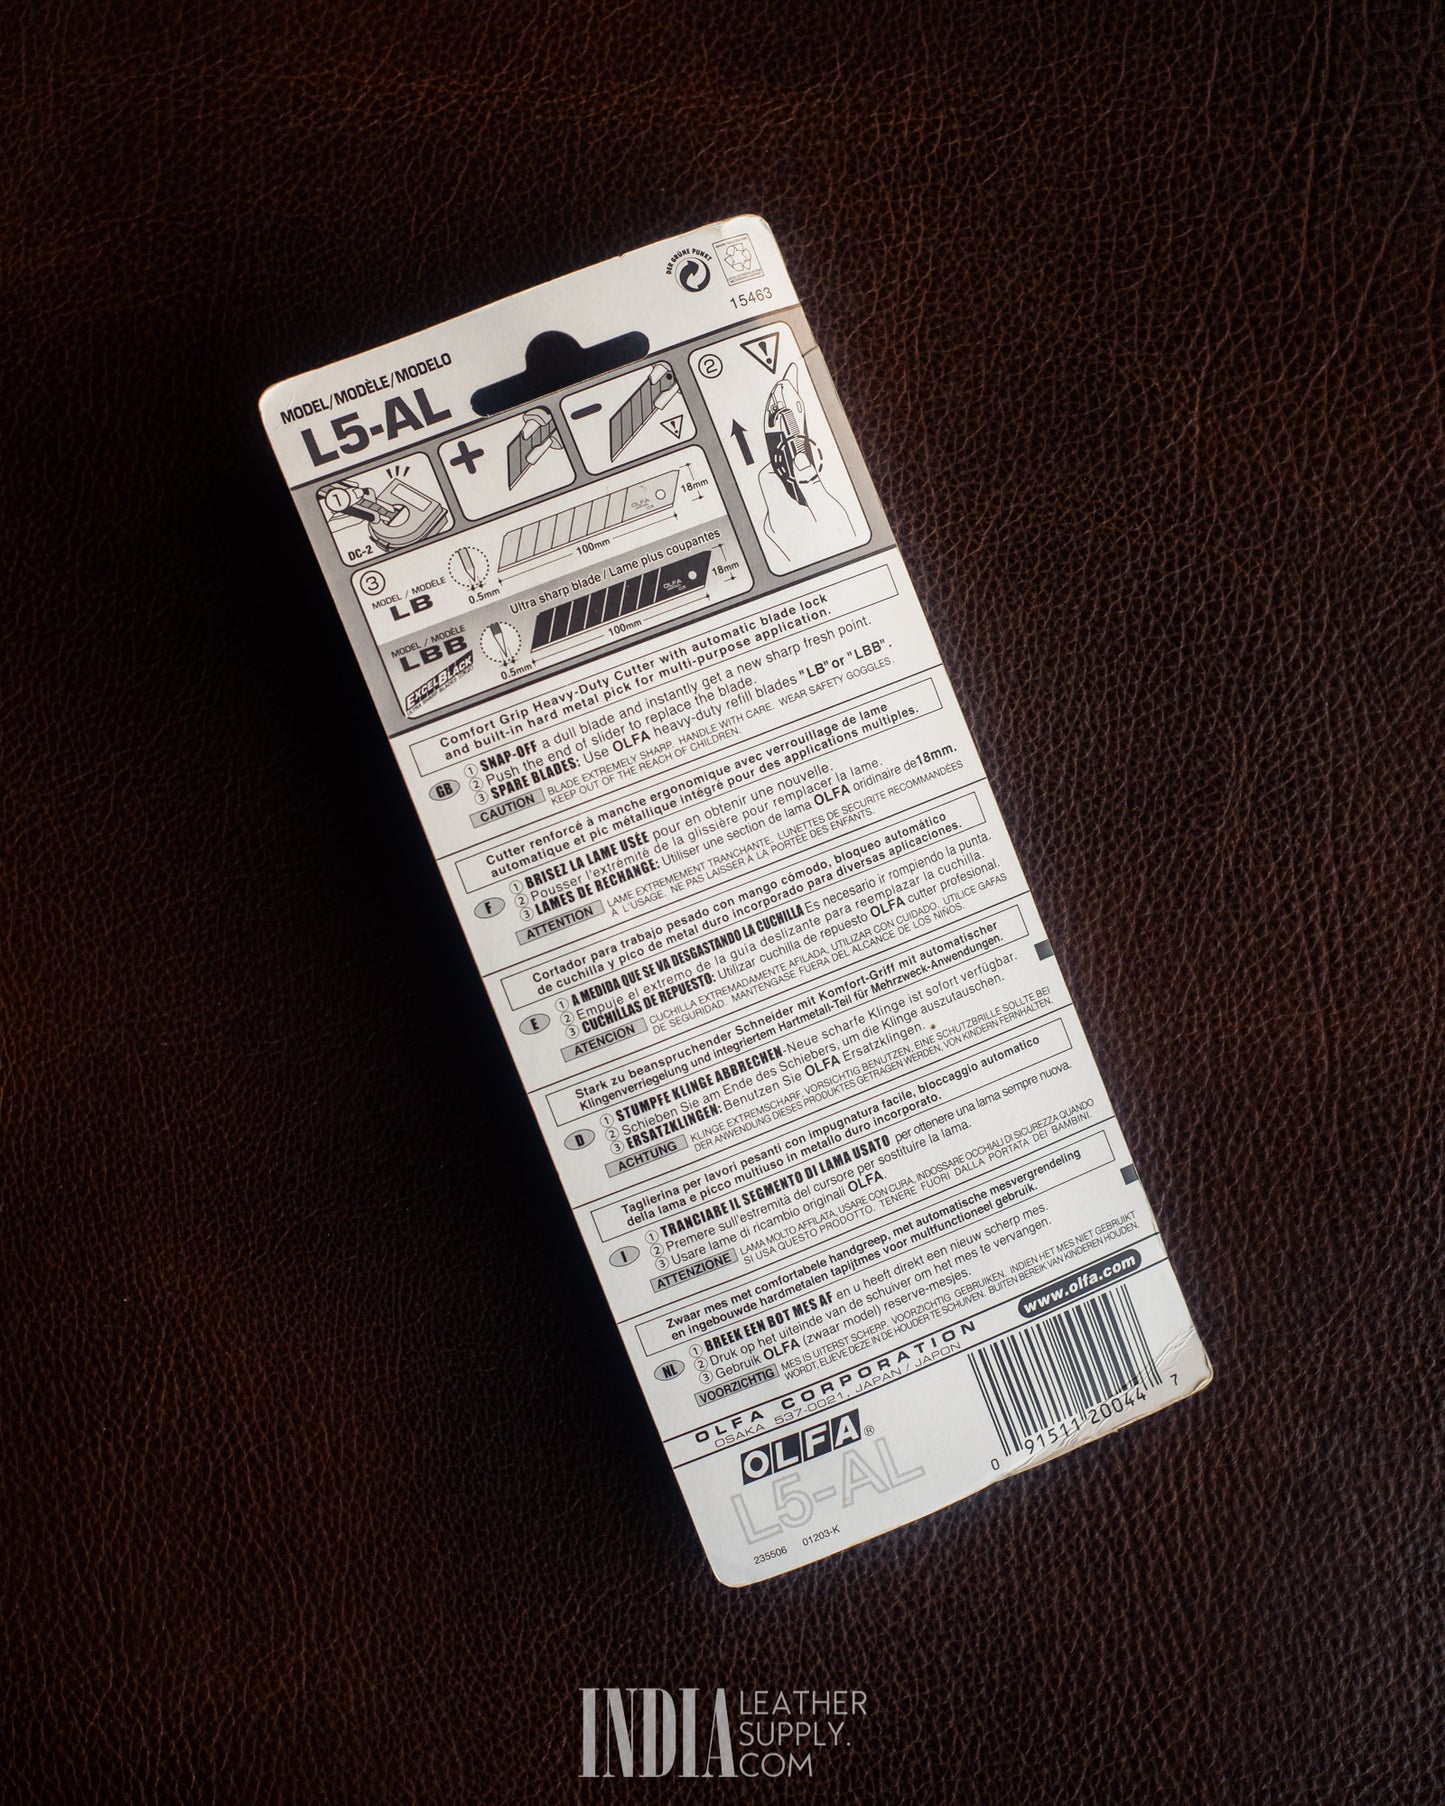 DER GRÜNE PUNKT
15463
MODEL/MODÈLE/MODELO
L5-AL
+
−
2
1
DC-2
3
MODEL / MODÈLE
LB
0.5mm
OLFA
100mm
18mm
Ultra sharp blade / Lame plus coupantes
MODEL / MODÈLE
LBB
EXCELBLACK
0.5mm
OLFA
100mm
18mm
Comfort Grip Heavy-Duty Cutter with automatic blade lock
and built-in hard metal pick for multi-purpose application.
GB
① SNAP-OFF a dull blade and instantly get a new sharp fresh point.
② Push the end of slider to replace the blade.
③ SPARE BLADES: Use OLFA heavy-duty refill blades "LB" or "LBB".
CAUTION BLADE EXTREMELY SHARP. HANDLE WITH CARE. WEAR SAFETY GOGGLES.
KEEP OUT OF THE REACH OF CHILDREN.
Cutter renforcé à manche ergonomique avec verrouillage de lame
automatique et pic métallique intégré pour des applications multiples.
F
① BRISEZ LA LAME USÉE pour en obtenir une nouvelle.
② Pousser l'extrémité de la glissière pour remplacer la lame.
③ LAMES DE RECHANGE: Utiliser une section de lama OLFA oridinaire de 18mm.
ATTENTION LAME EXTREMEMENT TRANCHANTE. LUNETTES DE SECURITE RECOMMANDÉES
À L'USAGE. NE PAS LAISSER À LA PORTÉE DES ENFANTS.
Cortador para trabajo pesado con mango cómodo, bloqueo automático
de cuchilla y pico de metal duro incorporado para diversas aplicaciones.
E
① A MEDIDA QUE SE VA DESGASTANDO LA CUCHILLA Es necesario ir rompiendo la punta.
② Empuje el extremo de la guía deslizante para reemplazar la cuchilla.
③ CUCHILLAS DE REPUESTO: Utilizar cuchilla de repuesto OLFA cutter profesional.
ATENCION CUCHILLA EXTREMADAMENTE AFILADA, UTILIZAR CON CUIDADO. UTILICE GAFAS
DE SEGURIDAD. MANTENGASE FUERA DEL ALCANCE DE LOS NIÑOS.
Stark zu beanspruchender Schneider mit Komfort-Griff mit automatischer
Klingenverriegelung und integriertem Hartmetall-Teil für Mehrzweck-Anwendungen.
D
① STUMPFE KLINGE ABBRECHEN-Neue scharfe Klinge ist sofort verfügbar.
② Schieben Sie am Ende des Schiebers, um die Klinge auszutauschen.
③ ERSATZKLINGEN: Benutzen Sie OLFA Ersatzklingen.
ACHTUNG KLINGE EXTREMSCHARF. VORSICHTIG BENUTZEN, EINE SCHUTZBRILLE SOLLTE BEI
DER ANWENDUNG DIESES PRODUKTES GETRAGEN WERDEN, VON KINDERN FERNHALTEN.
Taglierina per lavori pesanti con impugnatura facile, bloccaggio automatico
della lama e picco multiuso in metallo duro incorporato.
I
① TRANCIARE IL SEGMENTO DI LAMA USATO per ottenere una lama sempre nuova.
② Premere sull'estremità del cursore per sostituire la lama.
③ Usare lame di ricambio originali OLFA.
ATTENZIONE LAMA MOLTO AFFILATA, USARE CON CURA, INDOSSARE OCCHIALI DI SICUREZZA QUANDO
SI USA QUESTO PRODOTTO. TENERE FUORI DALLA PORTATA DEI BAMBINI.
Zwaar mes met comfortabele handgreep, met automatische mesvergrendeling
en ingebouwde hardmetalen tapijtmes voor multifunctioneel gebruik.
NL
① BREEK EEN BOT MES AF en u heeft direkt een nieuw scherp mes.
② Druk op het uiteinde van de schuiver om het mes te vervangen.
③ Gebruik OLFA (zwaar model) reserve-mesjes.
VOORZICHTIG MES IS UITERST SCHERP. VOORZICHTIG GEBRUIKEN. INDIEN HET MES NIET GEBRUIKT
WORDT, ELIEVE DEZE IN DE HOUDER TE SCHUIVEN. BUITEN BEREIK VAN KINDEREN HOUDEN.
OLFA CORPORATION
OSAKA 537-0021, JAPAN / JAPON
www.olfa.com
OLFA®
L5-AL
0 91511 20044 7
235506 01203-K
INDIA LEATHER
SUPPLY.
COM